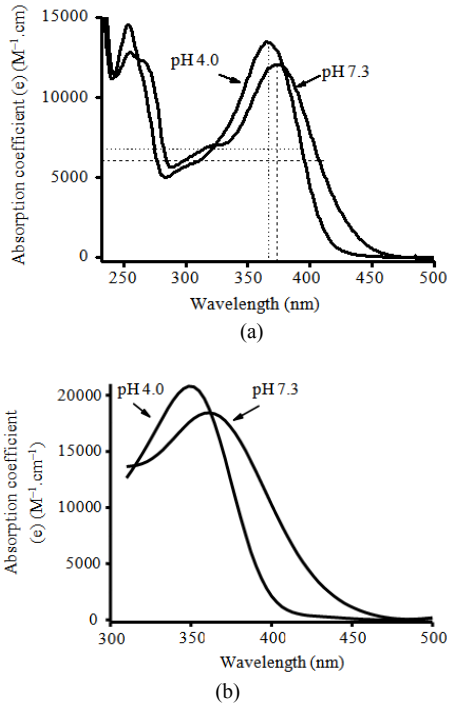 15000
pH 4.0
pH 7.3
10000
5000
0
Absorption coefficient (e) (M⁻¹.cm)
250 300 350 400 450 500
Wavelength (nm)
(a)
20000
pH 4.0
pH 7.3
15000
10000
5000
0
Absorption coefficient
(e) (M⁻¹.cm⁻¹)
300 350 400 450 500
Wavelength (nm)
(b)